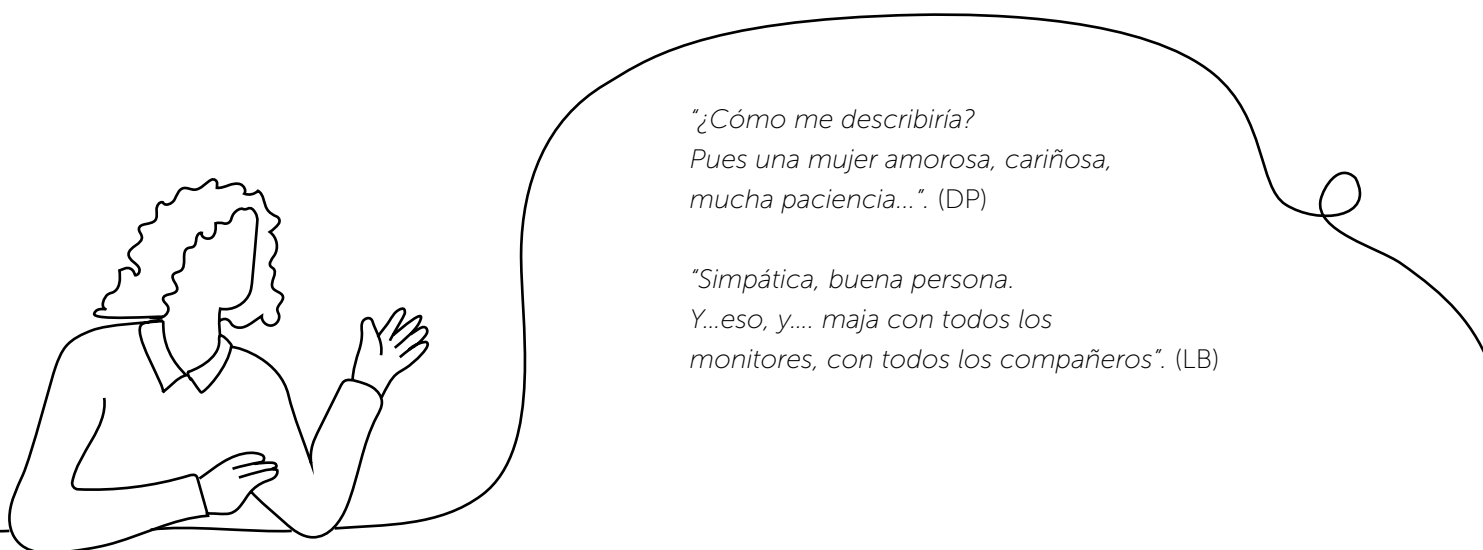 “¿Cómo me describiría?
Pues una mujer amorosa, cariñosa,
mucha paciencia...”. (DP)
“Simpática, buena persona.
Y...eso, y.... maja con todos los
monitores, con todos los compañeros”. (LB)